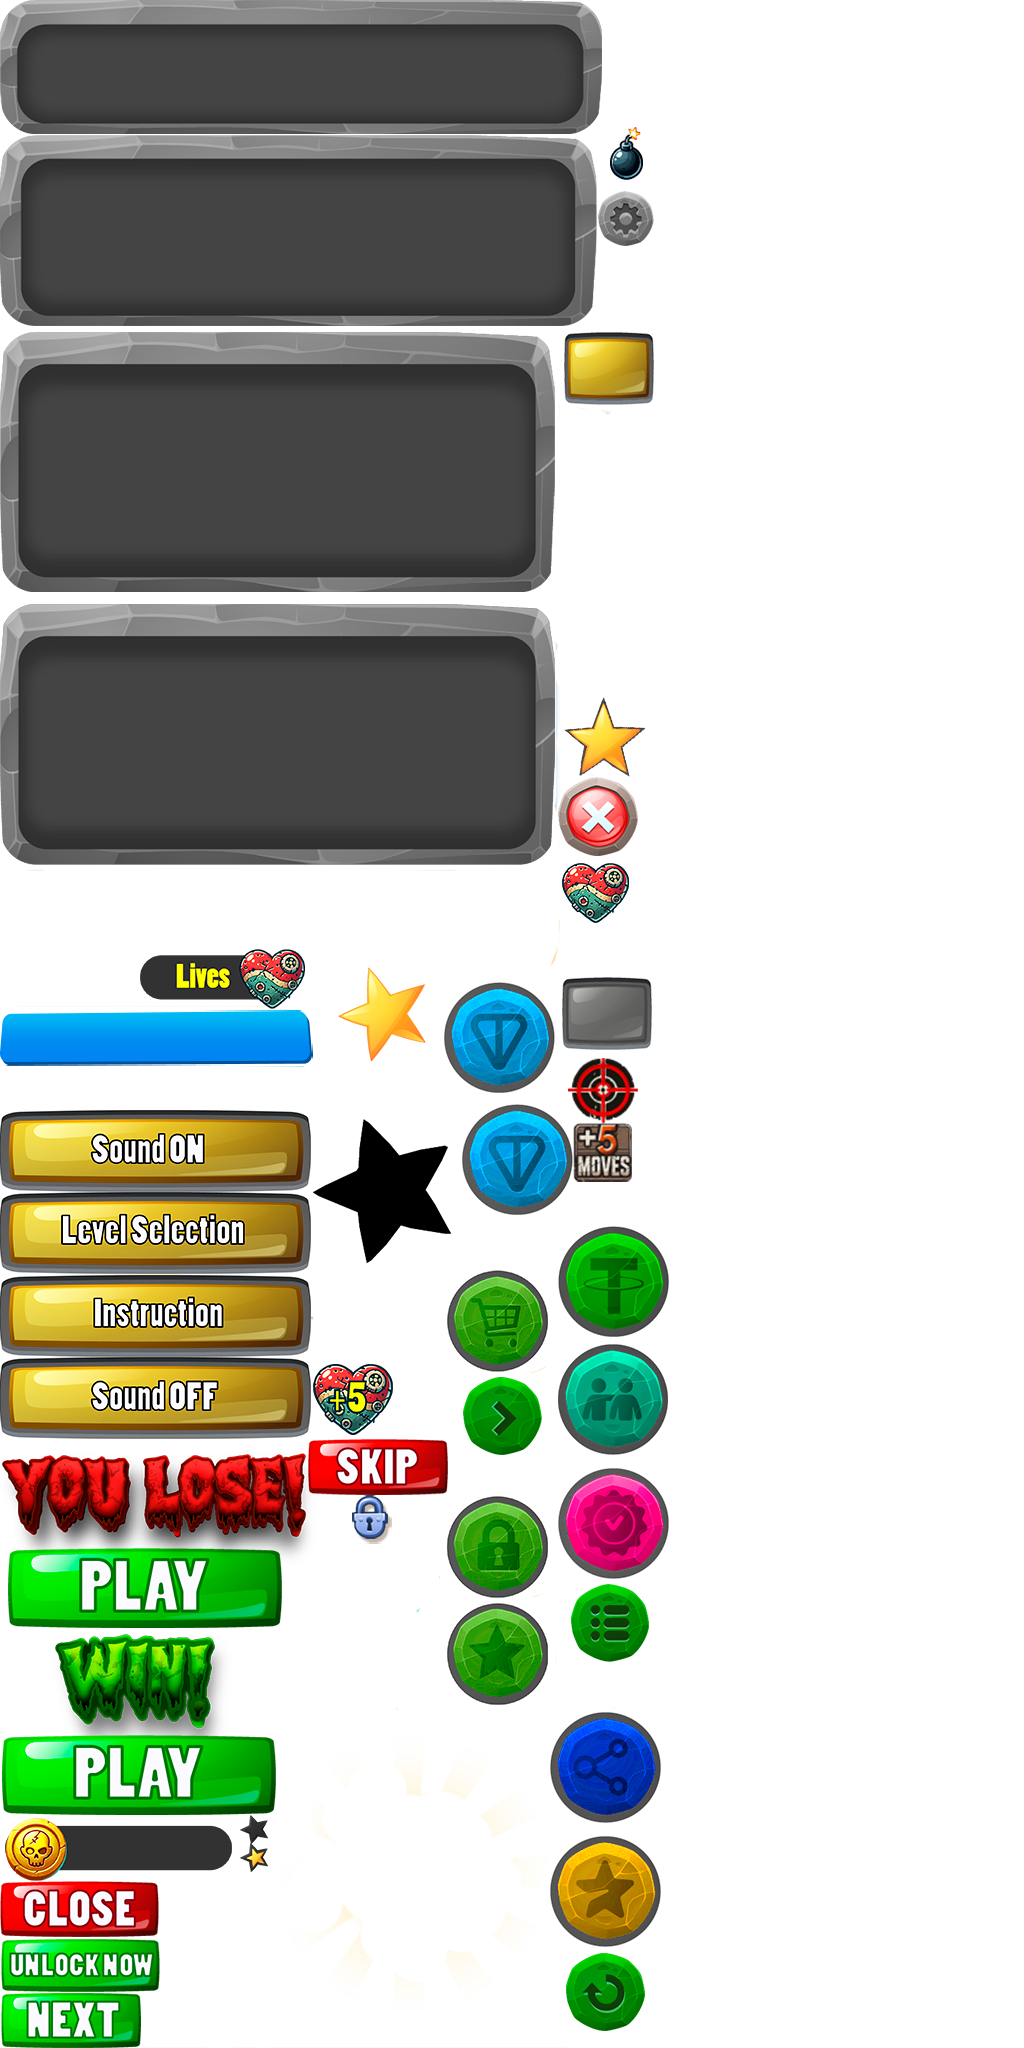 Lives
Sound ON
+5
MOVES
Level Selection
Instruction
Sound OFF
+5
YOU LOSE!
SKIP
PLAY
WIN!
PLAY
CLOSE
UNLOCK NOW
NEXT